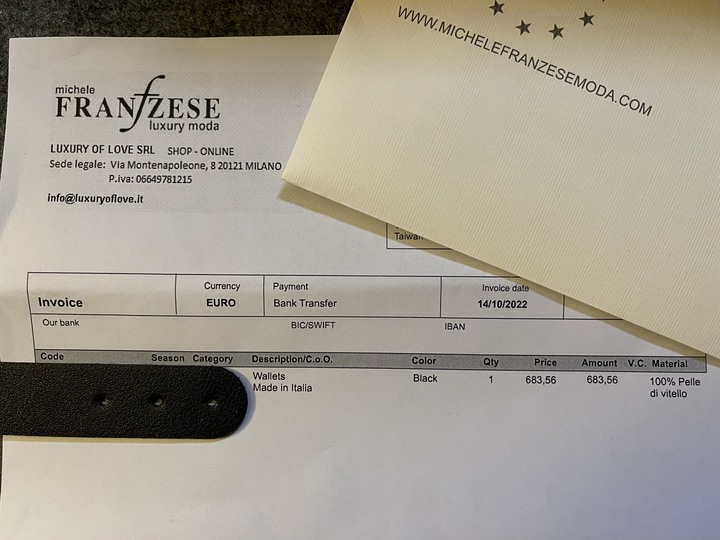 WWW.MICHELEFRANZESEMODA.COM
michele
FRANZESE
luxury moda
LUXURY OF LOVE SRL SHOP - ONLINE
Sede legale: Via Montenapoleone, 8 20121 MILANO
P.iva: 06649781215
info@luxuryoflove.it
Taiwan
Invoice
Currency
EURO
Payment
Bank Transfer
Invoice date
14/10/2022
Our bank BIC/SWIFT IBAN
Code Season Category Description/C.o.O. Color Qty Price Amount V.C. Material
Wallets Black 1 683,56 683,56 100% Pelle
Made in Italia di vitello